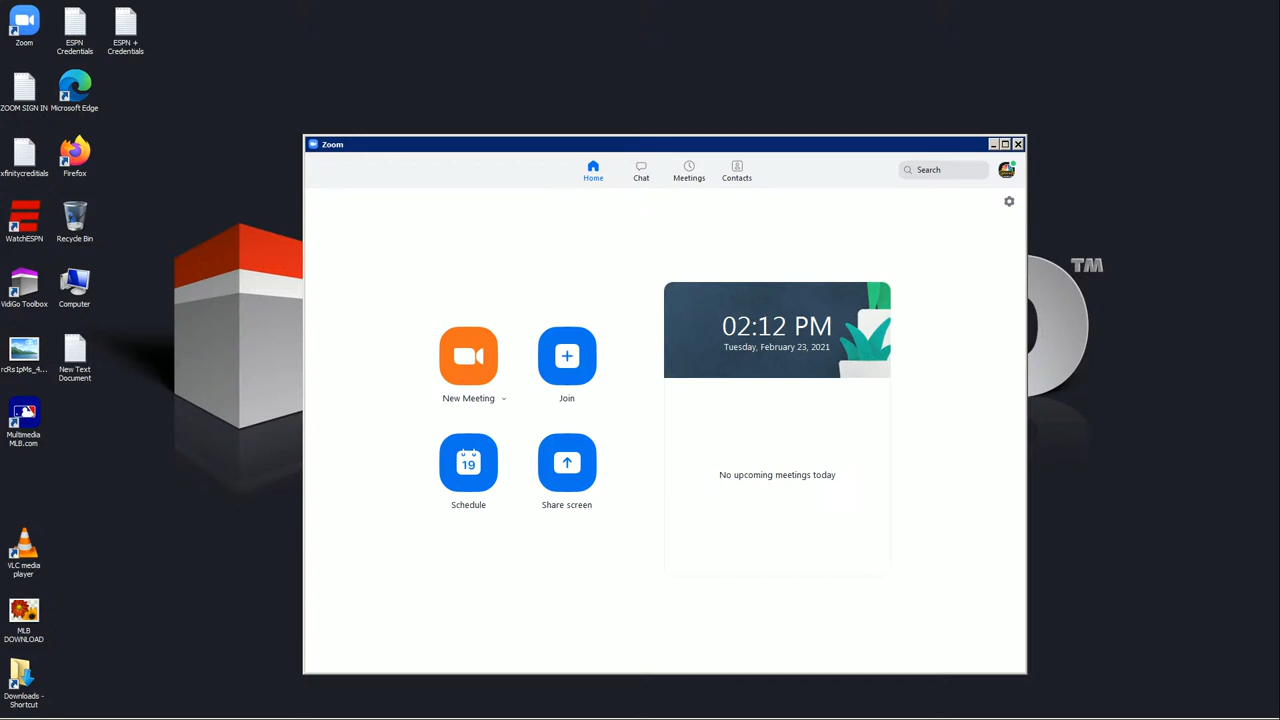 Zoom
ESPN
Credentials
ESPN +
Credentials
ZOOM SIGN IN
Microsoft Edge
xfinitycreditials
Firefox
WatchESPN
Recycle Bin
VidiGo Toolbox
Computer
rcRs1pMs_4...
New Text
Document
Multimedia
MLB.com
VLC media
player
MLB
DOWNLOAD
Downloads -
Shortcut
TM
Zoom
Home
Chat
Meetings
Contacts
Search
02:12 PM
Tuesday, February 23, 2021
New Meeting
Join
19
Schedule
Share screen
No upcoming meetings today